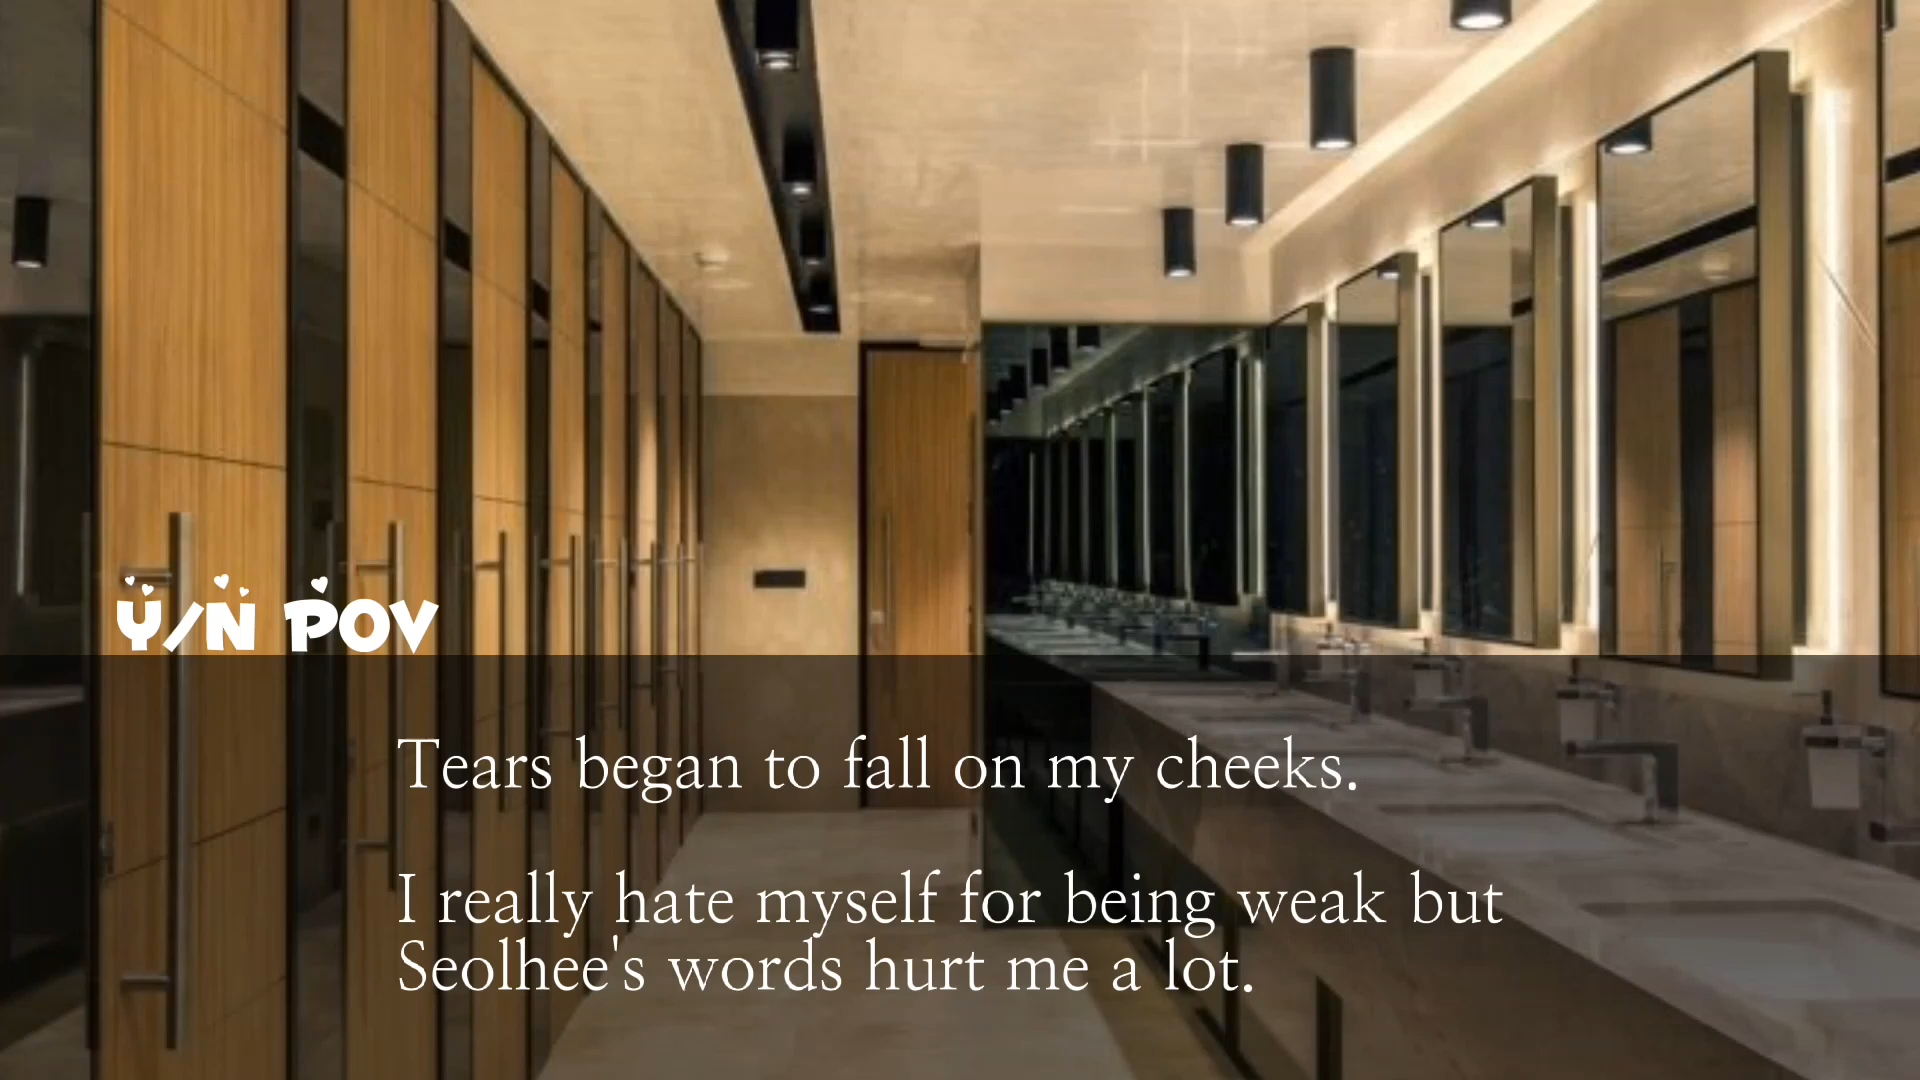 Y/N POV
Tears began to fall on my cheeks.
I really hate myself for being weak but
Seolhee's words hurt me a lot.